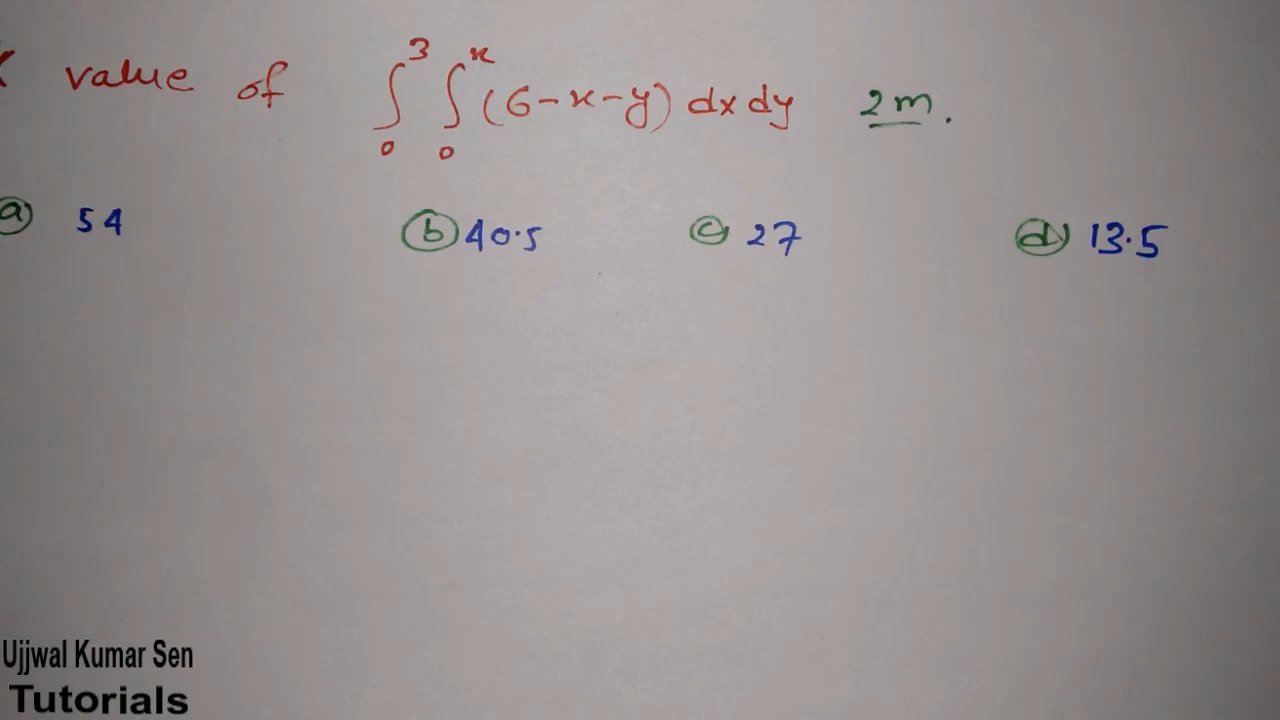 value of ∫₀³ ∫₀ˣ (6-x-y) dx dy 2m.
a) 54 b) 40.5 c) 27 d) 13.5
Ujjwal Kumar Sen
Tutorials